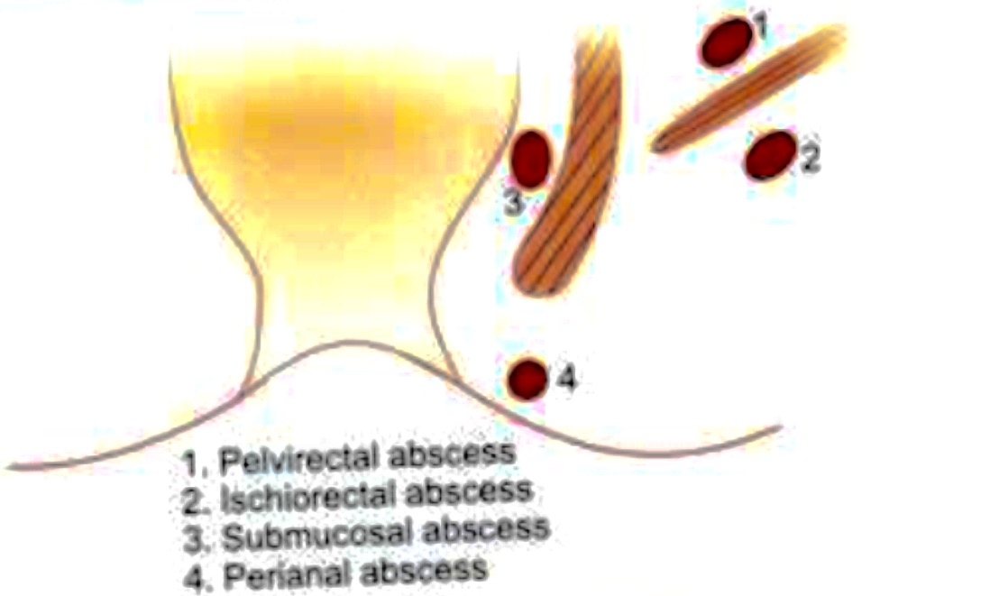 1
2
3
4
1. Pelvirectal abscess
2. Ischiorectal abscess
3. Submucosal abscess
4. Perianal abscess